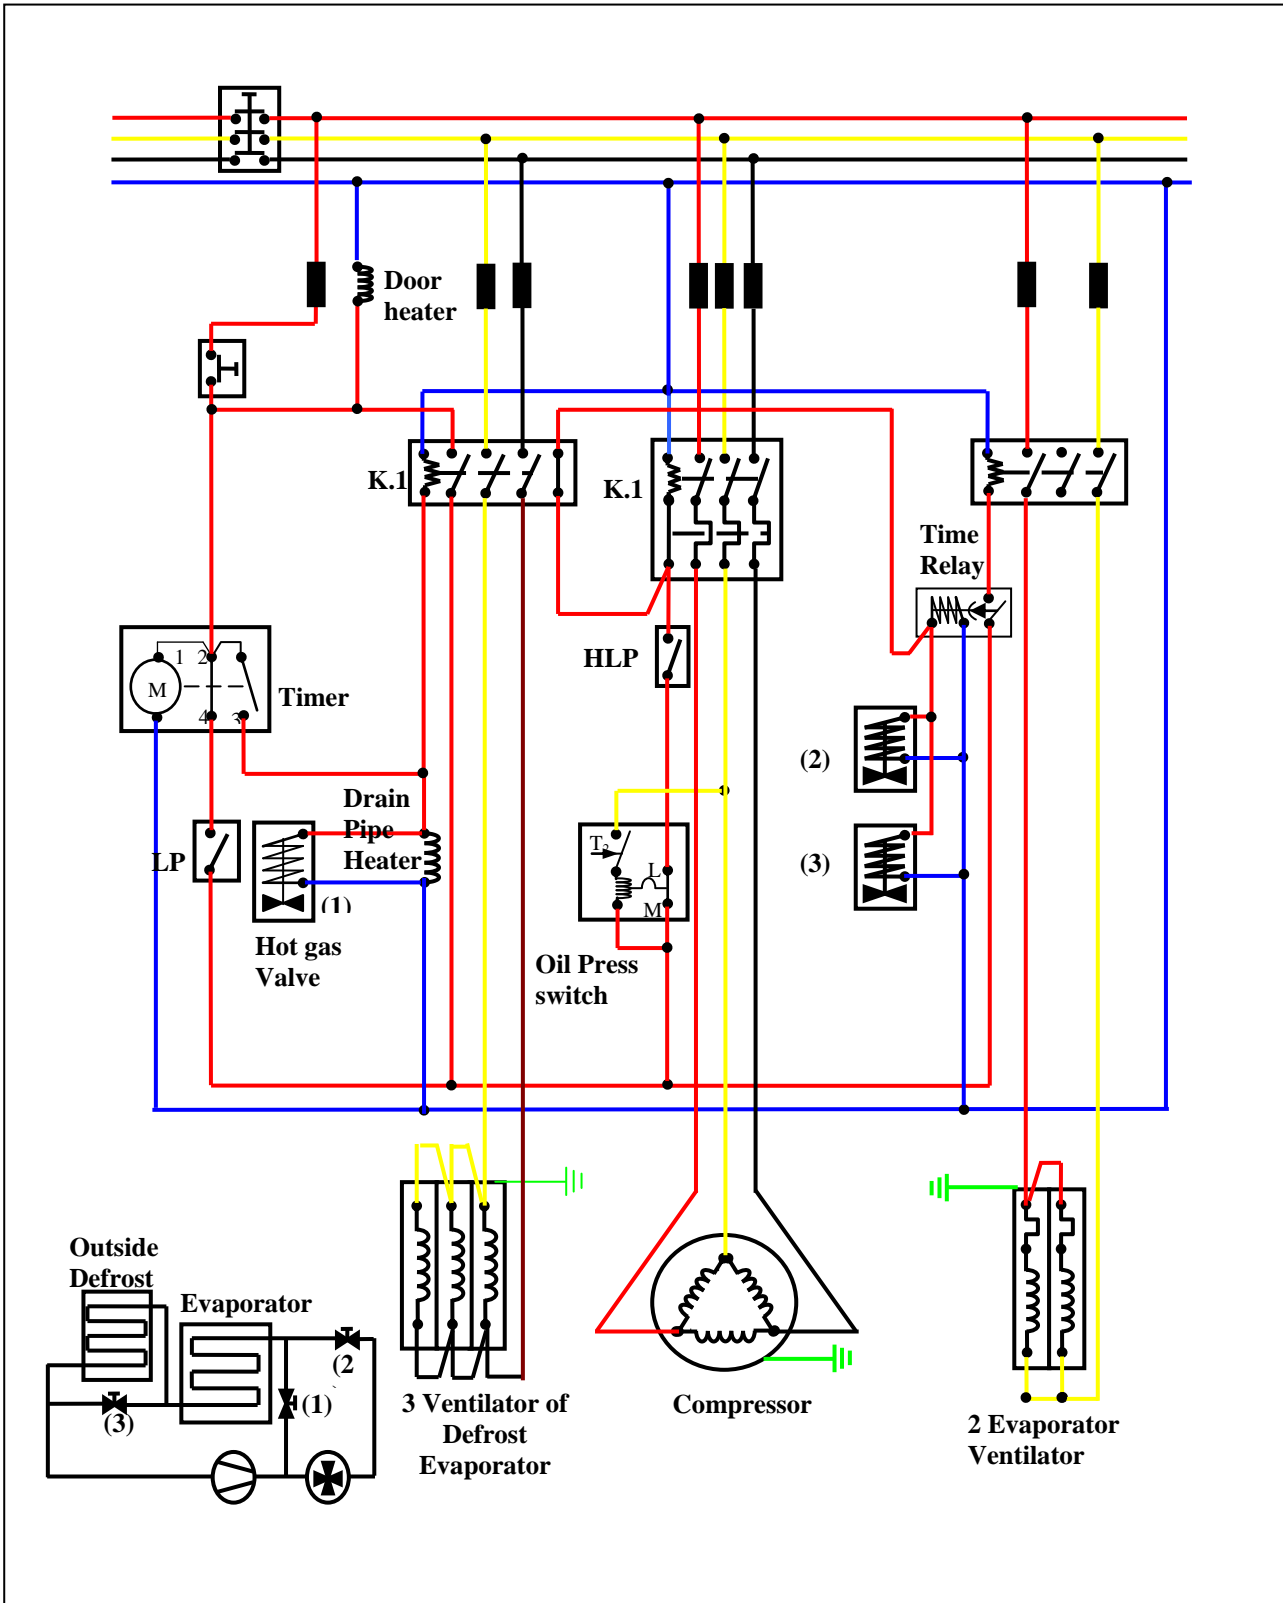 Door
heater
K.1
K.1
Time
Relay
HLP
1
2
M
4
3
Timer
(2)
Drain
Pipe
Heater
LP
(1)
T2
L
M
(3)
Hot gas
Valve
Oil Press
switch
Outside
Defrost
Evaporator
(2
(1)
(3)
3 Ventilator of
Defrost
Evaporator
Compressor
2 Evaporator
Ventilator